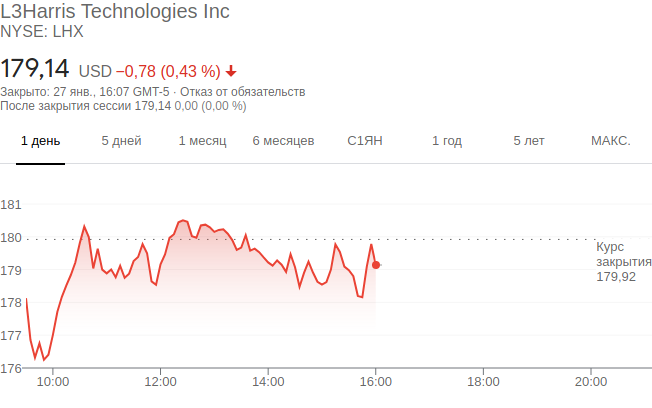 L3Harris Technologies Inc
NYSE: LHX
179,14 USD −0,78 (0,43 %)
Закрыто: 27 янв., 16:07 GMT-5 · Отказ от обязательств
После закрытия сессии 179,14 0,00 (0,00 %)
1 день 5 дней 1 месяц 6 месяцев С1ЯН 1 год 5 лет МАКС.
181
180
Курс
закрытия
179,92
179
178
177
176
10:00 12:00 14:00 16:00 18:00 20:00